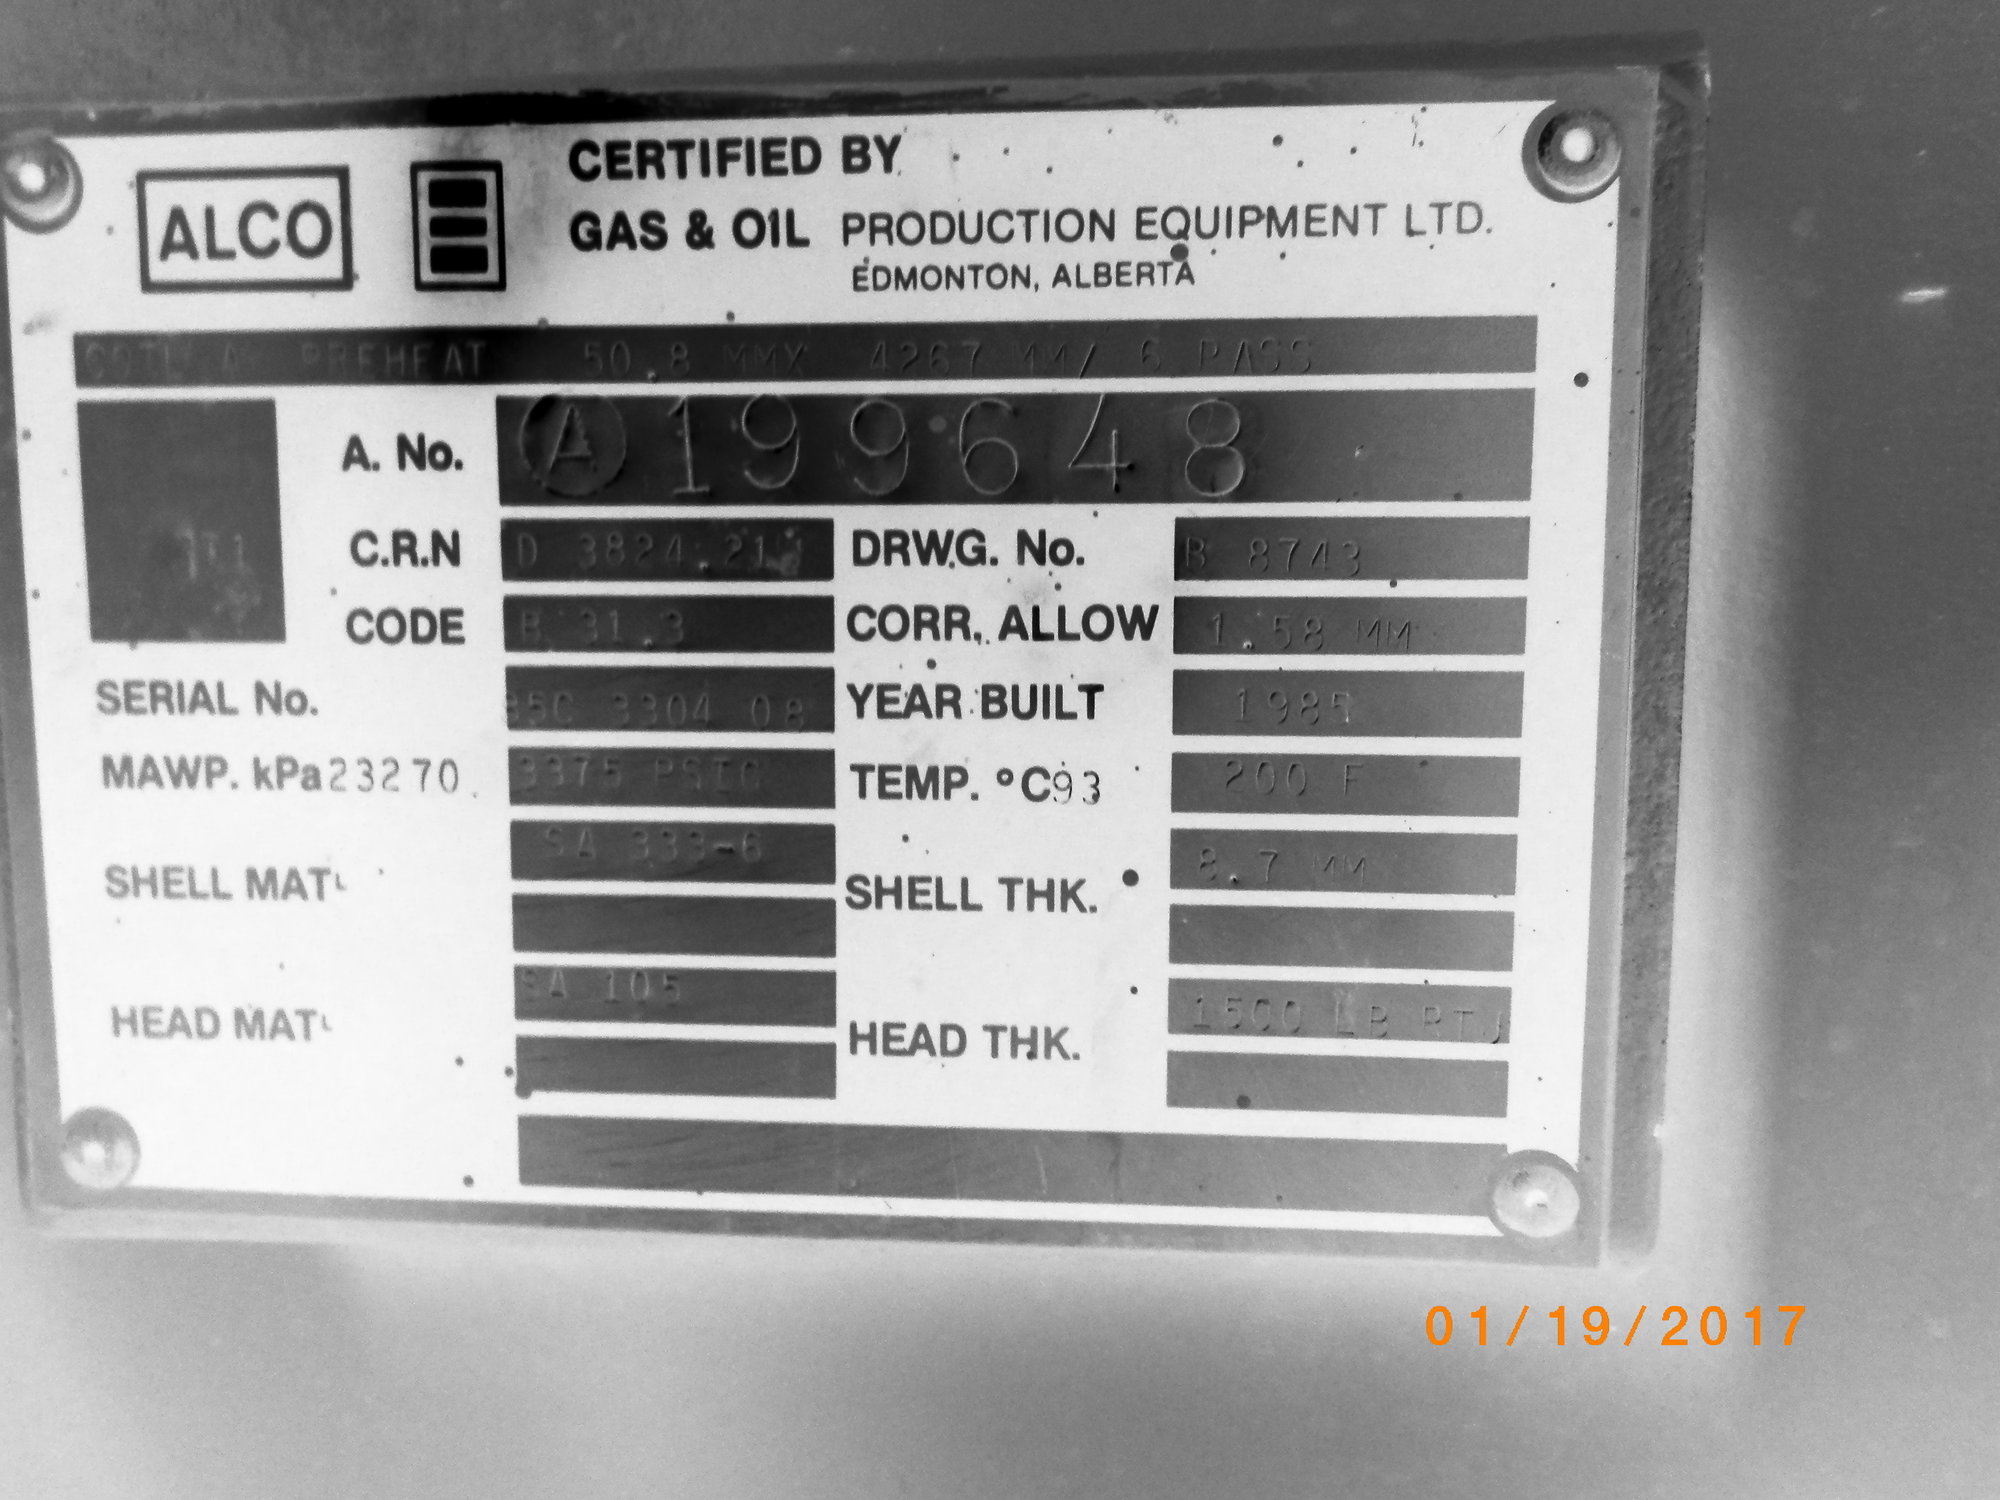 ALCO
CERTIFIED BY
GAS & OIL PRODUCTION EQUIPMENT LTD.
EDMONTON, ALBERTA
COIL A PREHEAT 50.8 MMX 4267 MM/ 6 PASS
A. No. A 199648
C.R.N D 3824.21 DRWG. No. B 8743
CODE B 31.3 CORR. ALLOW 1.58 MM
SERIAL No. 85C 3304 08 YEAR BUILT 1985
MAWP. kPa 23270 3375 PSIG TEMP. °C 93 200 F
SHELL MAT'L SA 333-6 SHELL THK. 8.7 MM
HEAD MAT'L SA 105 HEAD THK. 1500 LB RTJ
01/19/2017